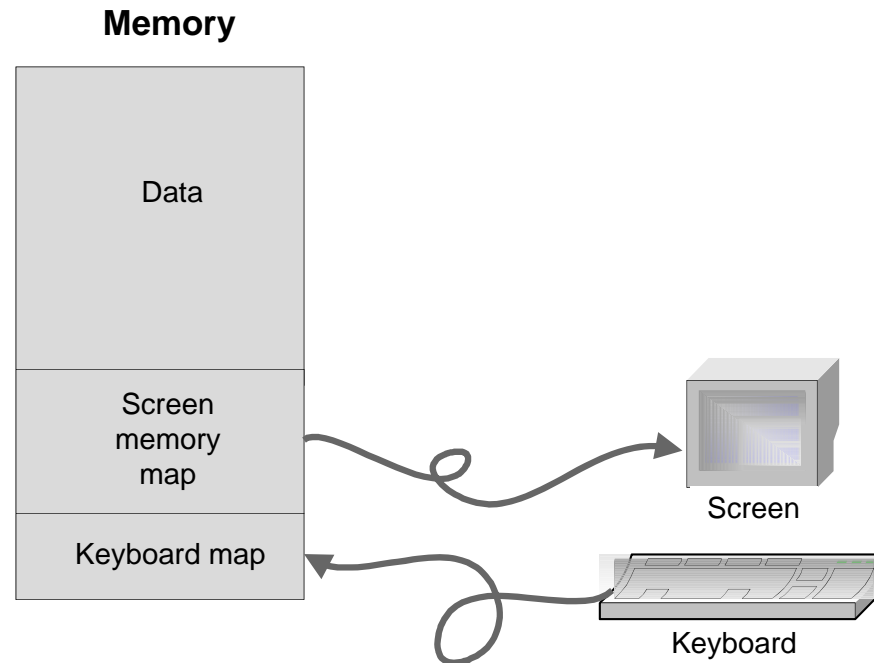 Memory
Data
Screen
memory
map
Screen
Keyboard map
Keyboard